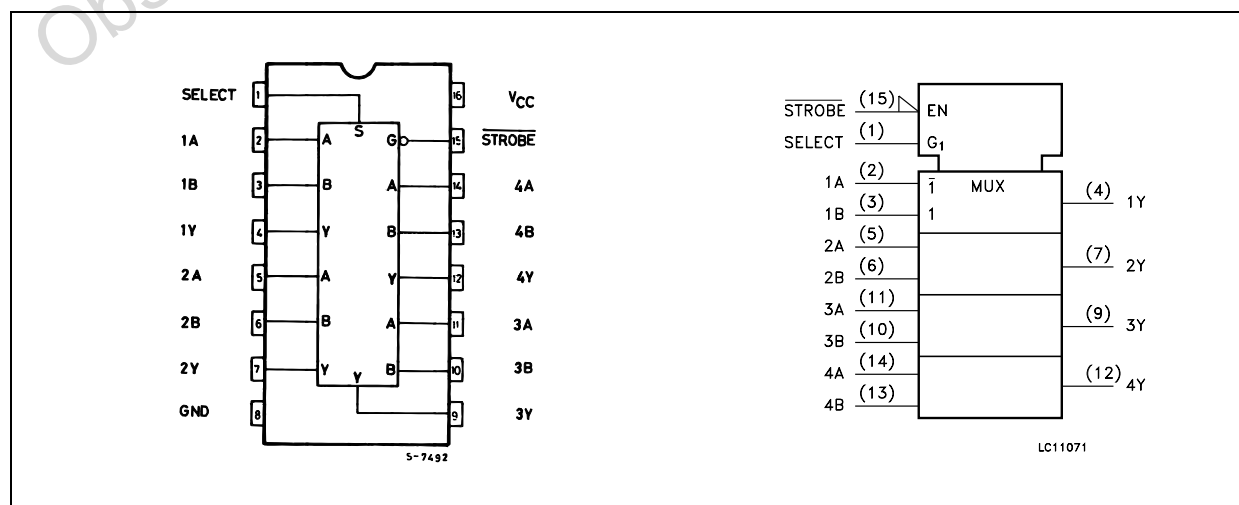 Obs
SELECT 1
1A 2
1B 3
1Y 4
2A 5
2B 6
2Y 7
GND 8
S
A G
B A
Y B
A Y
B A
Y Y B
16 VCC
15 STROBE
14 4A
13 4B
12 4Y
11 3A
10 3B
9 3Y
S-7492
STROBE (15) EN
SELECT (1) G1
1A (2) 1 MUX
1B (3) 1
2A (5)
2B (6)
3A (11)
3B (10)
4A (14)
4B (13)
(4) 1Y
(7) 2Y
(9) 3Y
(12) 4Y
LC11071